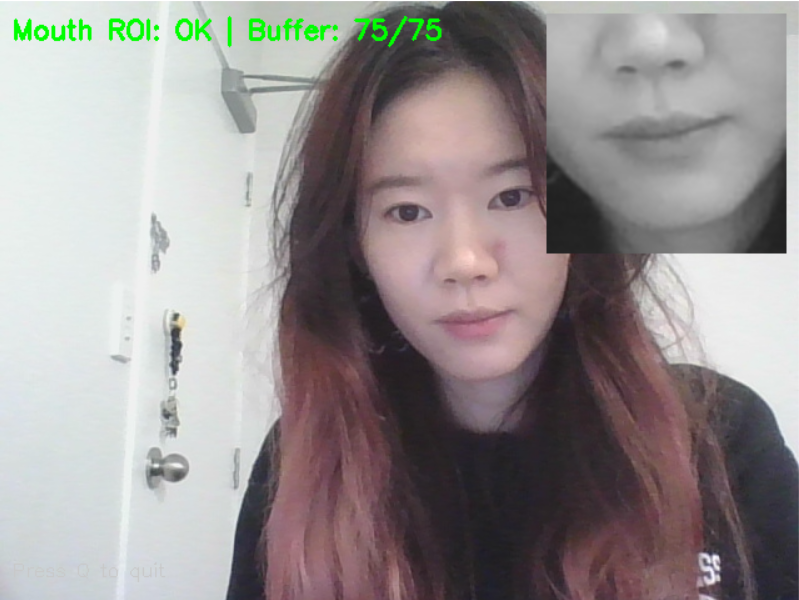 Mouth ROI: OK | Buffer: 75/75
Press Q to quit